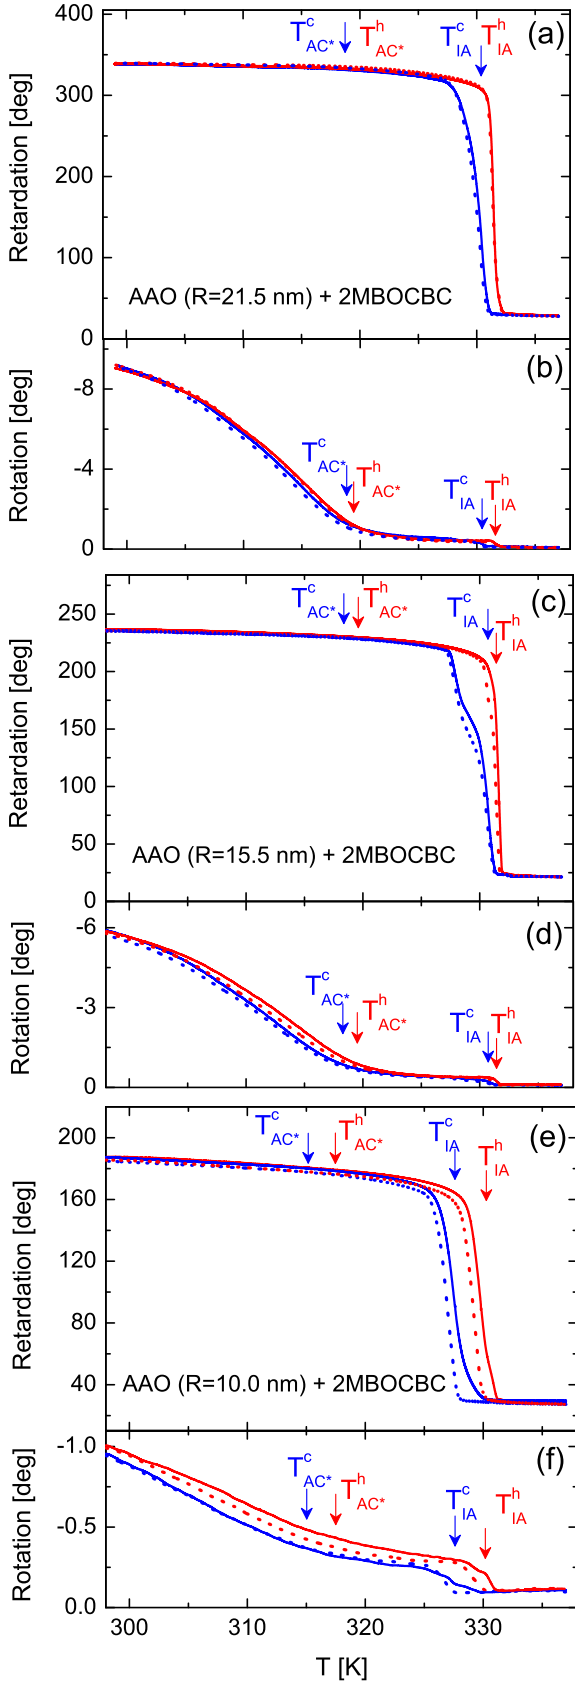 T^c_AC* T^h_AC* T^c_IA T^h_IA (a)
400
300
200
100
0
Retardation [deg]
AAO (R=21.5 nm) + 2MBOCBC
(b)
-8
-4
0
Rotation [deg]
T^c_AC* T^h_AC* T^c_IA T^h_IA
T^c_AC* T^h_AC* T^c_IA T^h_IA (c)
250
200
150
100
50
0
Retardation [deg]
AAO (R=15.5 nm) + 2MBOCBC
(d)
-6
-3
0
Rotation [deg]
T^c_AC* T^h_AC* T^c_IA T^h_IA
T^c_AC* T^h_AC* T^c_IA T^h_IA (e)
200
160
120
80
40
Retardation [deg]
AAO (R=10.0 nm) + 2MBOCBC
(f)
-1.0
-0.5
0.0
Rotation [deg]
T^c_AC* T^h_AC* T^c_IA T^h_IA
300 310 320 330
T [K]